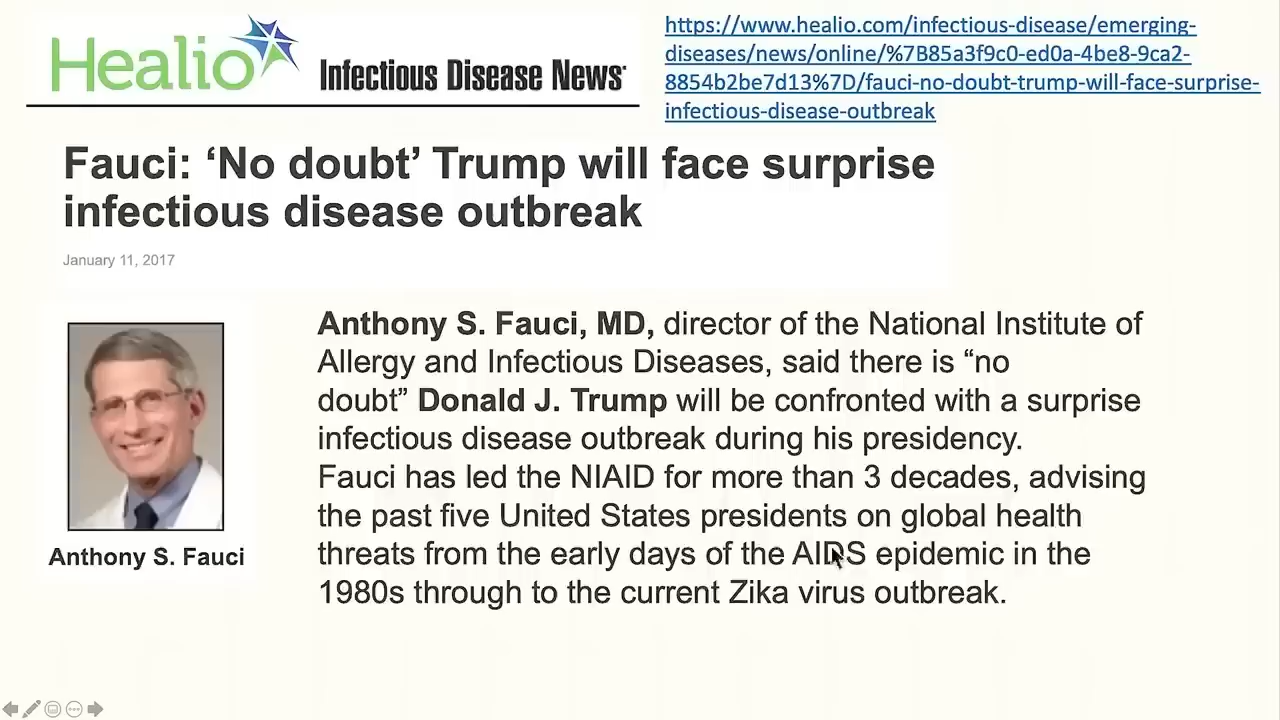 Healio
Infectious Disease News
https://www.healio.com/infectious-disease/emerging-
diseases/news/online/%7B85a3f9c0-ed0a-4be8-9ca2-
8854b2be7d13%7D/fauci-no-doubt-trump-will-face-surprise-
infectious-disease-outbreak
Fauci: ‘No doubt’ Trump will face surprise
infectious disease outbreak
January 11, 2017
Anthony S. Fauci
Anthony S. Fauci, MD, director of the National Institute of
Allergy and Infectious Diseases, said there is “no
doubt” Donald J. Trump will be confronted with a surprise
infectious disease outbreak during his presidency.
Fauci has led the NIAID for more than 3 decades, advising
the past five United States presidents on global health
threats from the early days of the AIDS epidemic in the
1980s through to the current Zika virus outbreak.